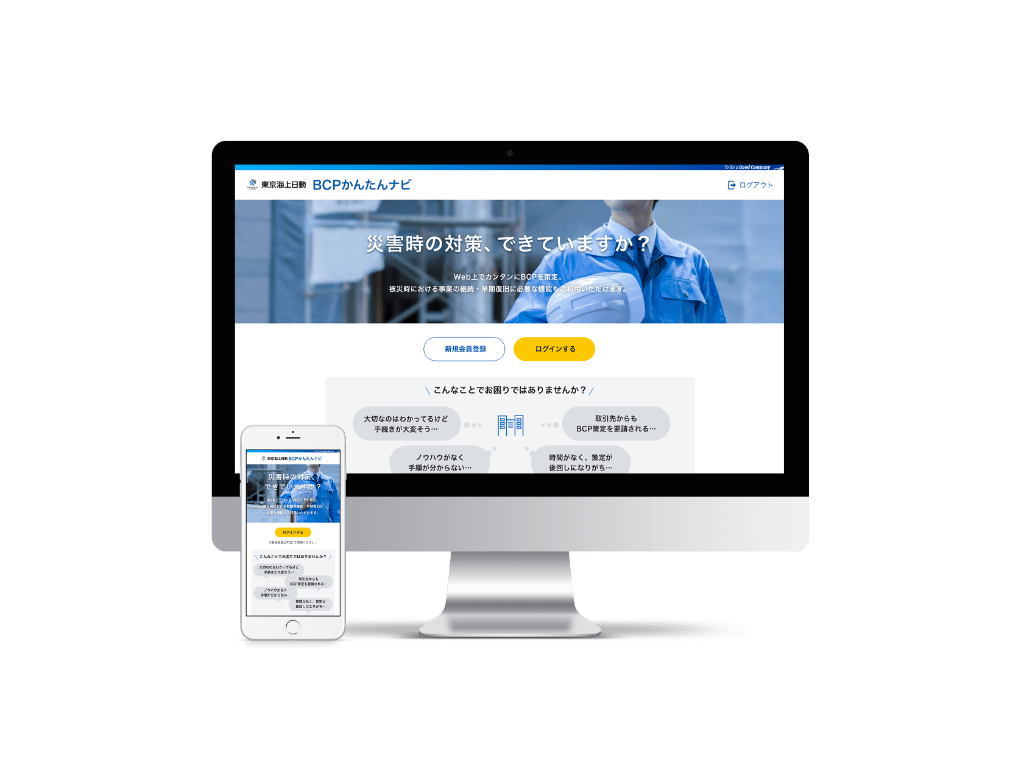 To Be a Good Company
東京海上日動 BCPかんたんナビ
ログアウト
災害時の対策、できていますか？
Web上でカンタンにBCPを策定。
被災時における事業の継続・早期復旧に必要な機能もご利用いただけます。
新規会員登録
ログインする
こんなことでお困りではありませんか？
大切なのはわかってるけど
手続きが大変そう…
取引先からも
BCP策定を要請される…
ノウハウがなく
手順が分からない…
時間がなく、策定が
後回しになりがち…
東京海上日動 BCPかんたんナビ
災害時の対策、
できていますか？
ログインする
こんなことでお困りではありませんか？
大切なのはわかってるけど
手続きが大変そう…
取引先からも
BCP策定を要請される…
ノウハウがなく
手順が分からない…
時間がなく、策定が
後回しになりがち…